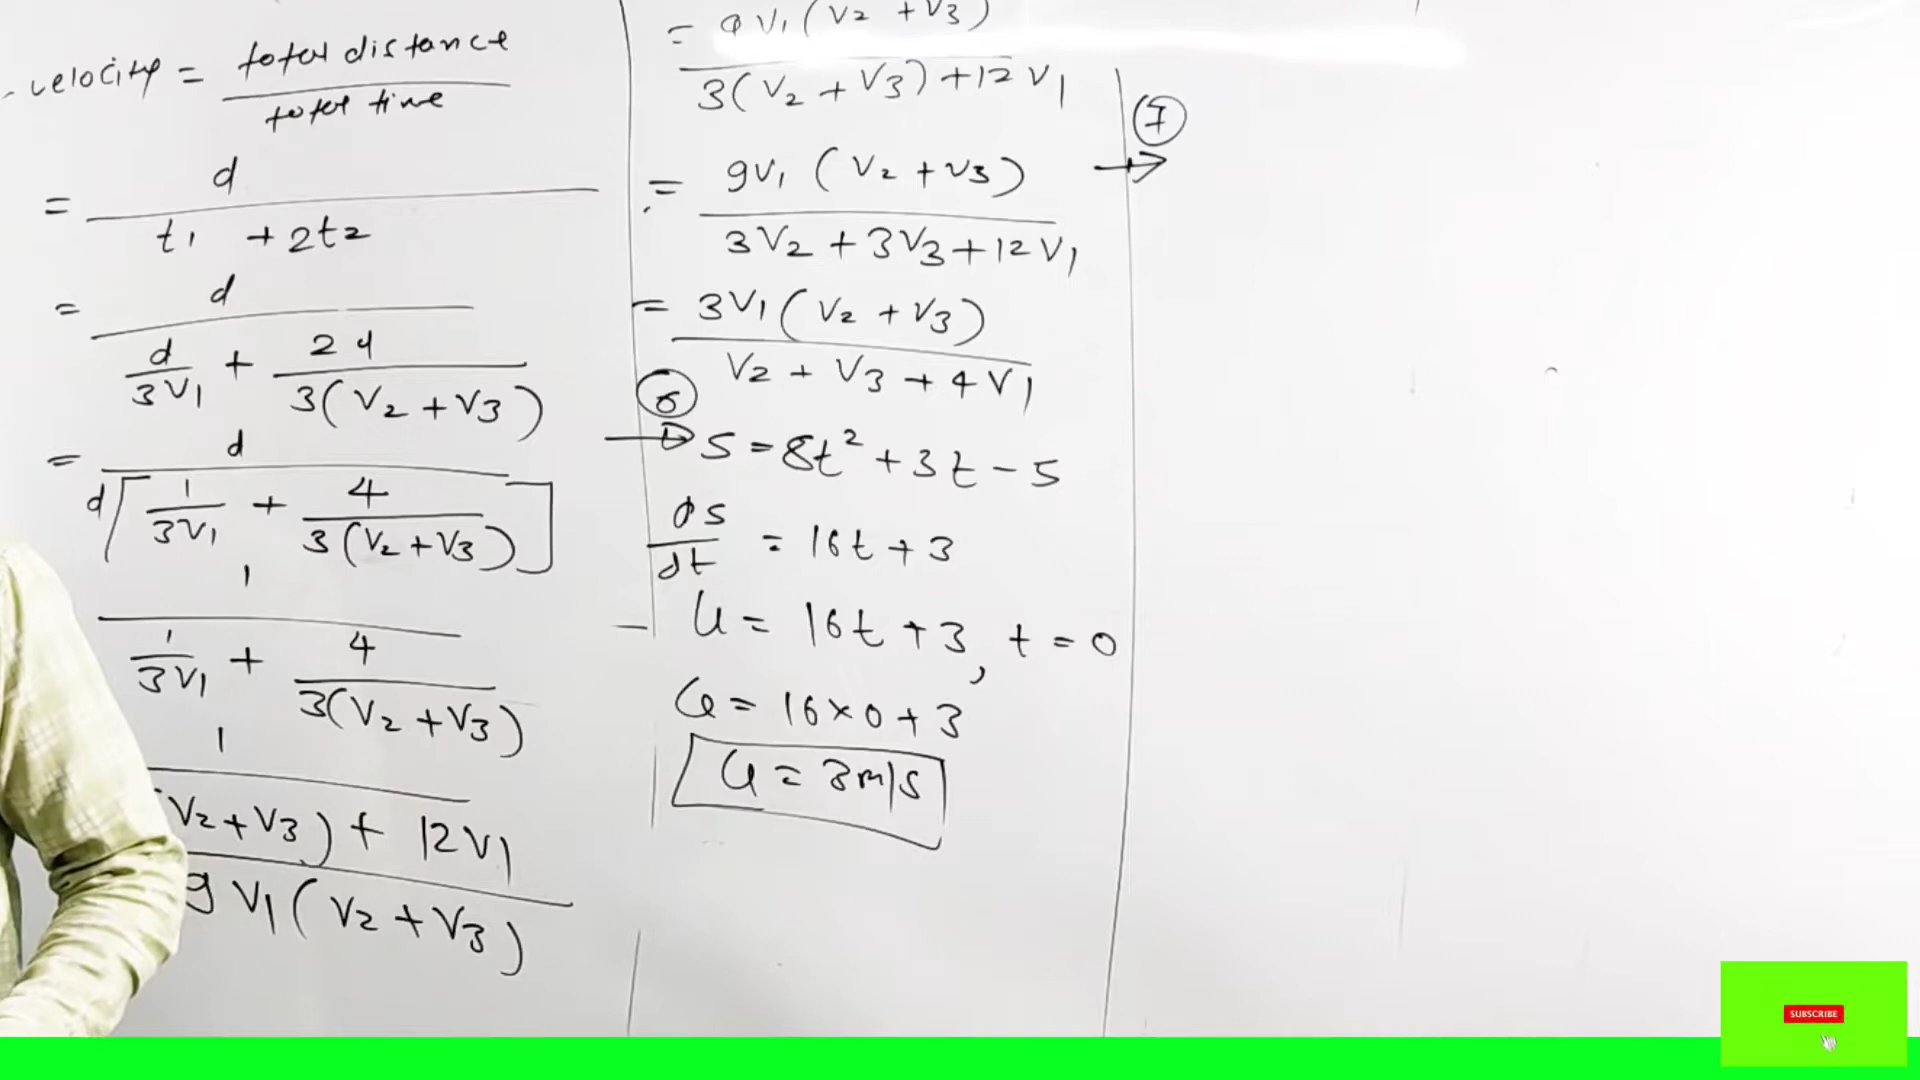 velocity = total distance
total time
= d
t1 + 2t2
= d
d/3V1 + 2d/3(V2+V3)
= d
d[1/3V1 + 4/3(V2+V3)]
1
1/3V1 + 4/3(V2+V3)
1
V2+V3) + 12V1
9V1(V2+V3)
= 9V1(V2+V3)
3(V2+V3)+12V1
= 9V1(V2+V3)
3V2+3V3+12V1
= 3V1(V2+V3)
V2+V3+4V1
6
→ S=8t²+3t-5
ds/dt = 16t+3
U= 16t+3, t=0
U= 16×0+3
U=3m/s
7
→
SUBSCRIBE